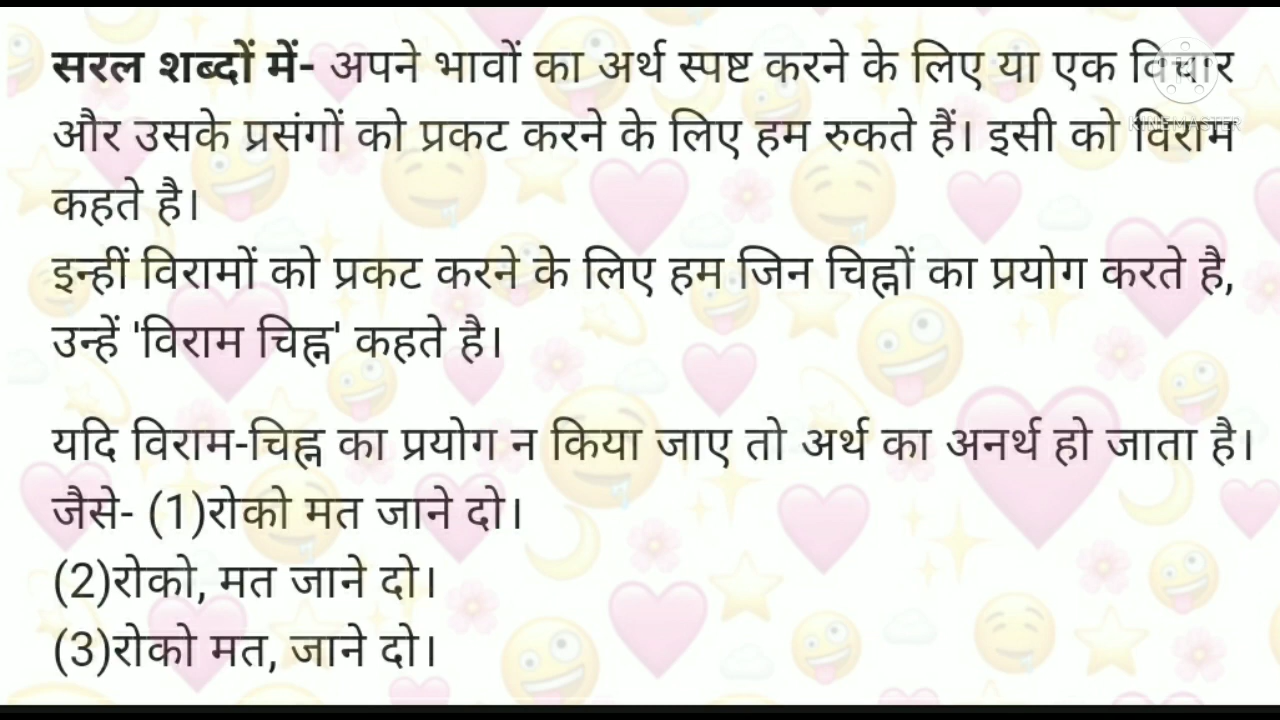 सरल शब्दों में- अपने भावों का अर्थ स्पष्ट करने के लिए या एक विचार
और उसके प्रसंगों को प्रकट करने के लिए हम रुकते हैं। इसी को विराम
कहते है।
इन्हीं विरामों को प्रकट करने के लिए हम जिन चिह्नों का प्रयोग करते है,
उन्हें 'विराम चिह्न' कहते है।
यदि विराम-चिह्न का प्रयोग न किया जाए तो अर्थ का अनर्थ हो जाता है।
जैसे- (1)रोको मत जाने दो।
(2)रोको, मत जाने दो।
(3)रोको मत, जाने दो।
KINEMASTER